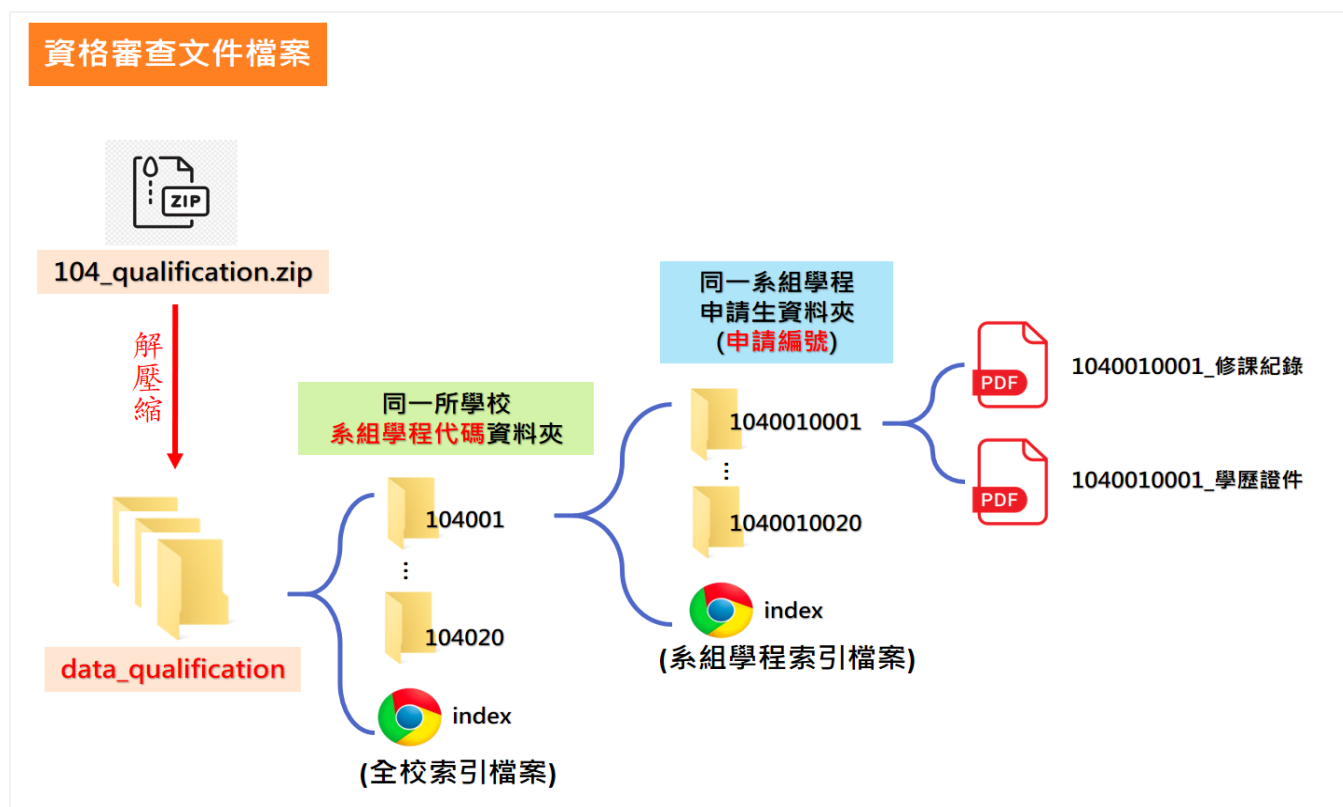 資格審查文件檔案
ZIP
104_qualification.zip
解壓縮
data_qualification
同一所學校
系組學程代碼資料夾
104001
⋮
104020
index
(全校索引檔案)
同一系組學程
申請生資料夾
(申請編號)
1040010001
⋮
1040010020
index
(系組學程索引檔案)
PDF
1040010001_修課紀錄
PDF
1040010001_學歷證件